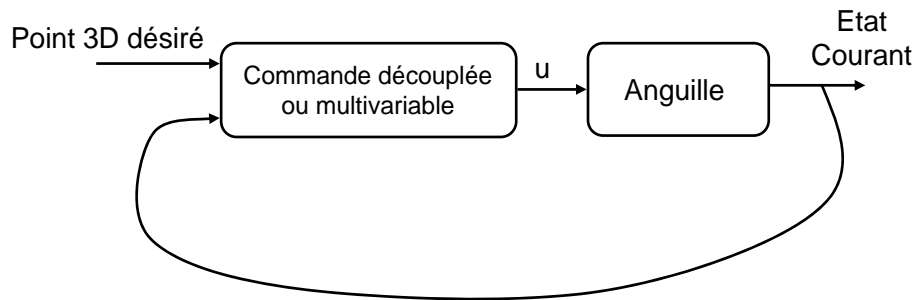 Point 3D désiré
Commande découplée
ou multivariable
u
Anguille
Etat
Courant